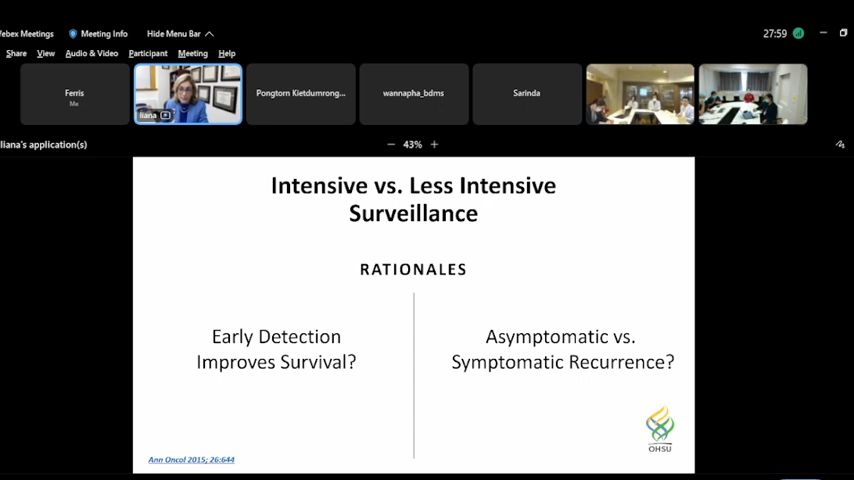 ebex Meetings Meeting Info Hide Menu Bar 27:59
Share View Audio & Video Participant Meeting Help
Ferris
Me
liana
Pongtorn Kietdumrong...
wannapha_bdms
Sarinda
liana's application(s) − 43% +
Intensive vs. Less Intensive
Surveillance
RATIONALES
Early Detection
Improves Survival?
Asymptomatic vs.
Symptomatic Recurrence?
OHSU
Ann Oncol 2015; 26:644